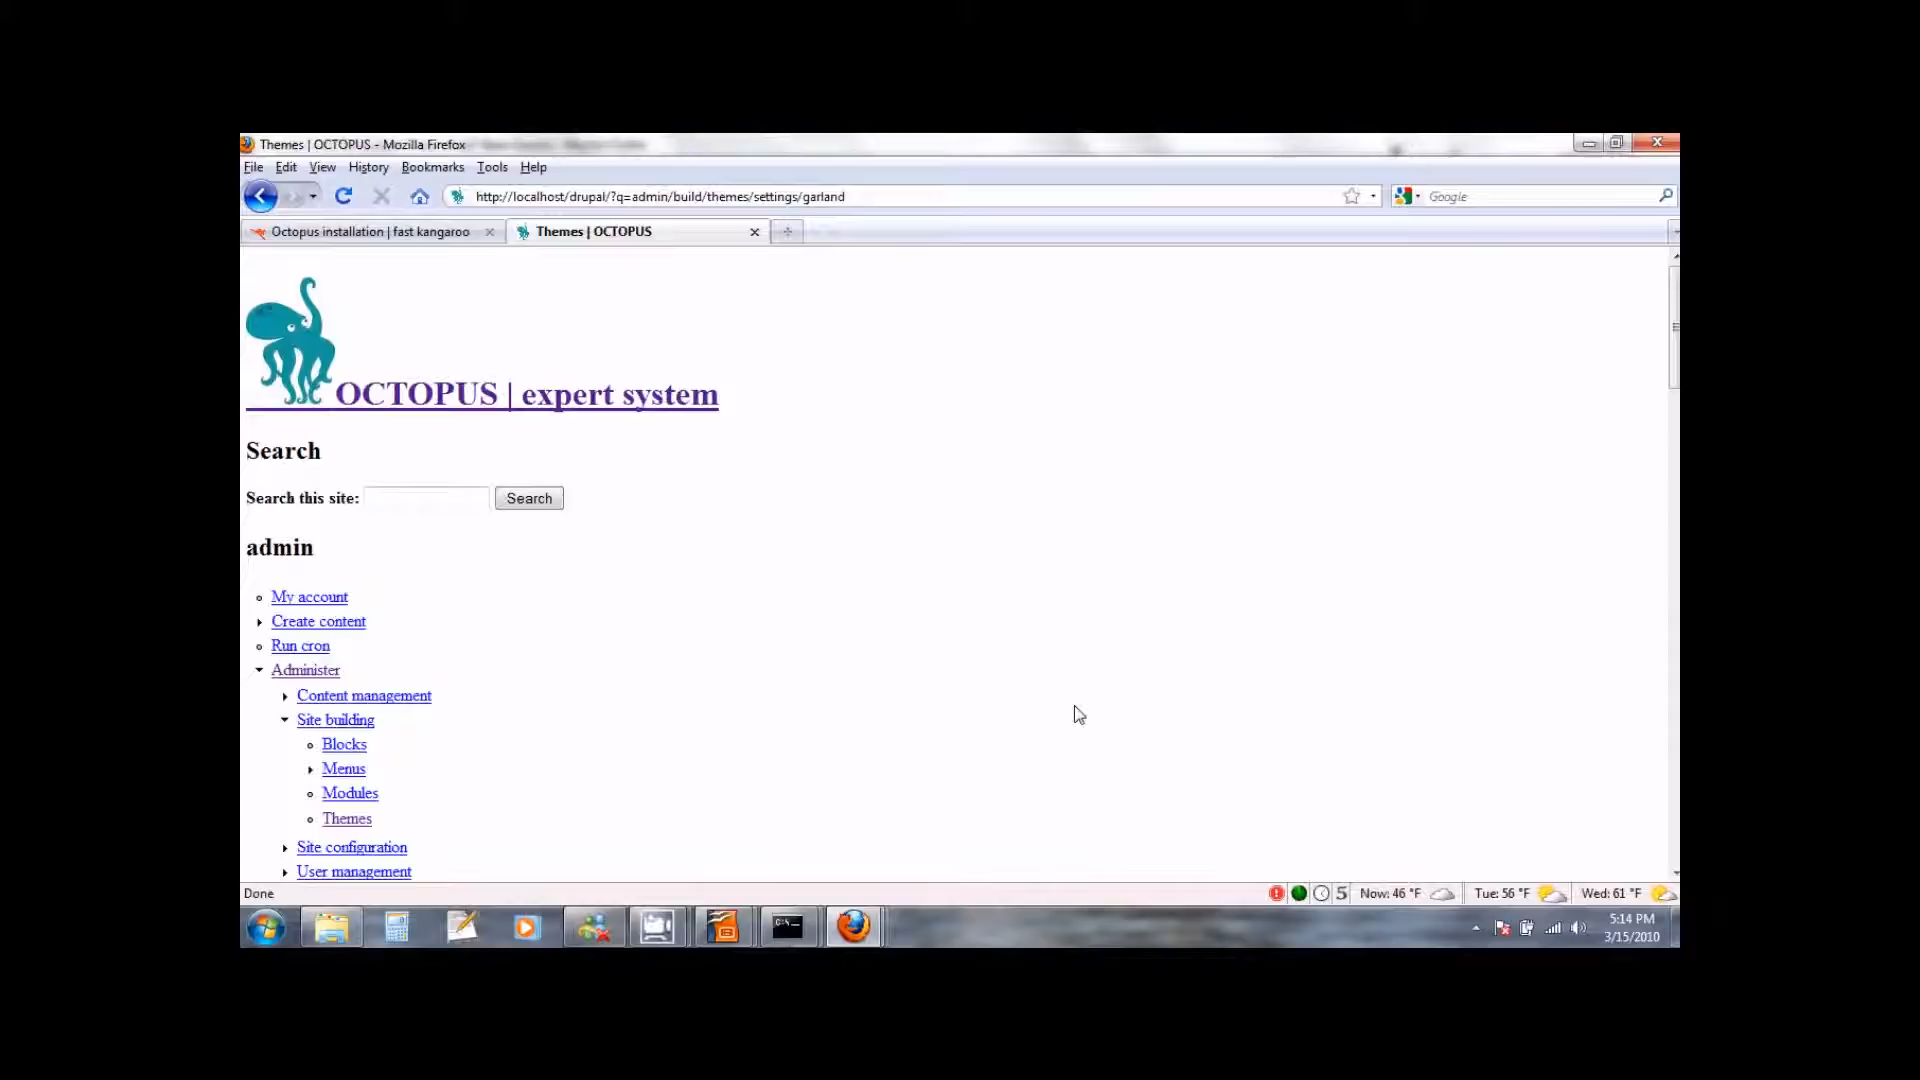 Themes | OCTOPUS - Mozilla Firefox
File Edit View History Bookmarks Tools Help
http://localhost/drupal/?q=admin/build/themes/settings/garland
Google
Octopus installation | fast kangaroo
Themes | OCTOPUS
OCTOPUS | expert system
Search
Search this site:
Search
admin
My account
Create content
Run cron
Administer
Content management
Site building
Blocks
Menus
Modules
Themes
Site configuration
User management
Done
5 Now: 46 °F Tue: 56 °F Wed: 61 °F
5:14 PM
3/15/2010